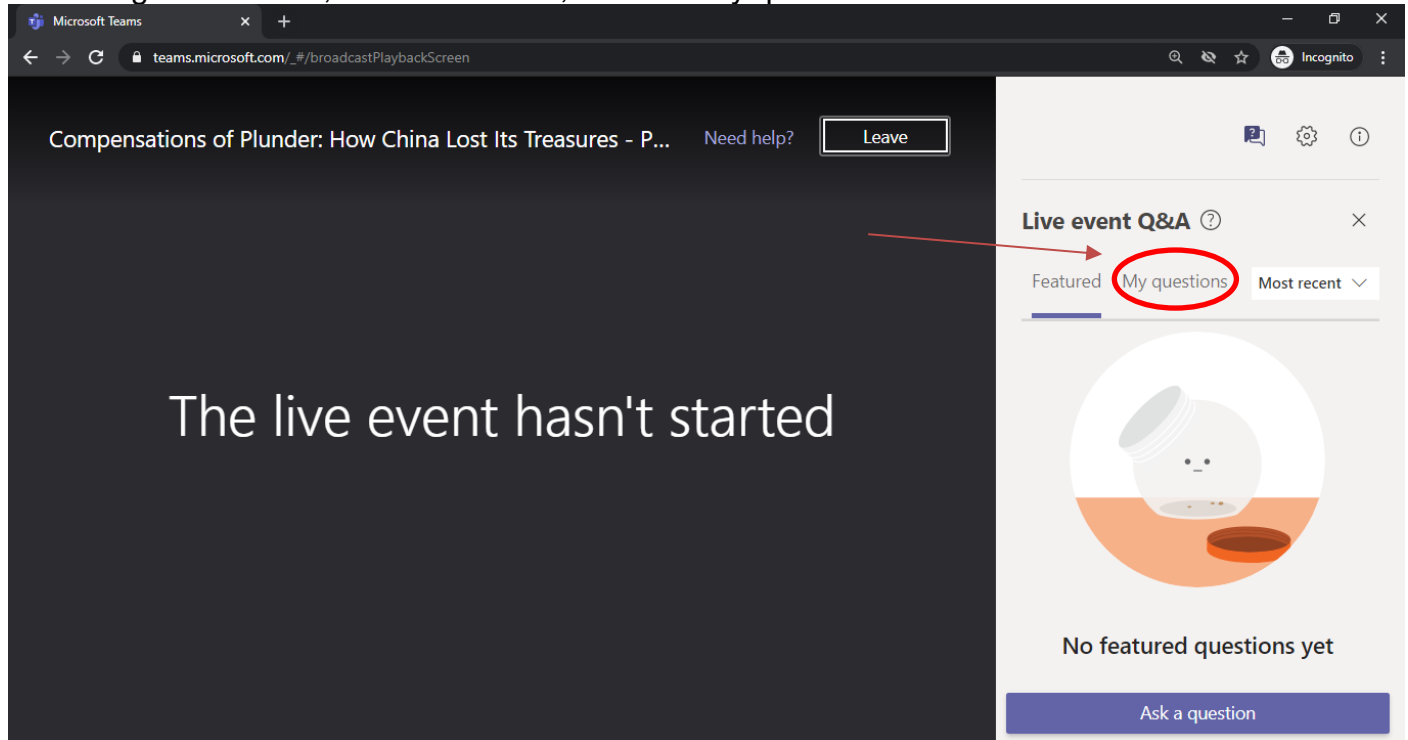 Microsoft Teams
teams.microsoft.com/_#/broadcastPlaybackScreen
Incognito
Compensations of Plunder: How China Lost Its Treasures - P...
Need help?
Leave
Live event Q&A
Featured
My questions
Most recent
The live event hasn't started
No featured questions yet
Ask a question